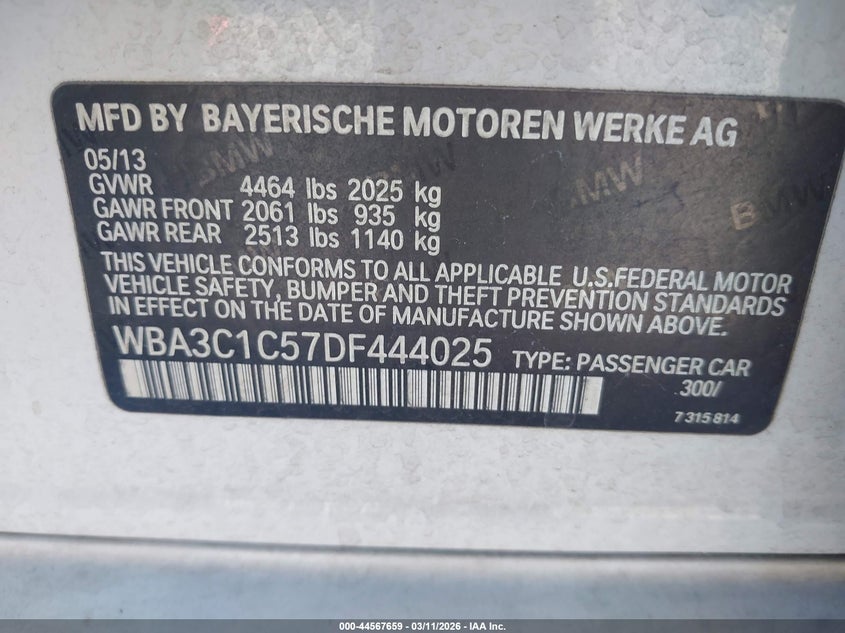 MFD BY BAYERISCHE MOTOREN WERKE AG
05/13
GVWR 4464 lbs 2025 kg
GAWR FRONT 2061 lbs 935 kg
GAWR REAR 2513 lbs 1140 kg
THIS VEHICLE CONFORMS TO ALL APPLICABLE U.S.FEDERAL MOTOR
VEHICLE SAFETY, BUMPER AND THEFT PREVENTION STANDARDS
IN EFFECT ON THE DATE OF MANUFACTURE SHOWN ABOVE.
WBA3C1C57DF444025 TYPE: PASSENGER CAR
300/
7 315 814
BMW
BMW
BMW
000-44567659 - 03/11/2026 - IAA Inc.